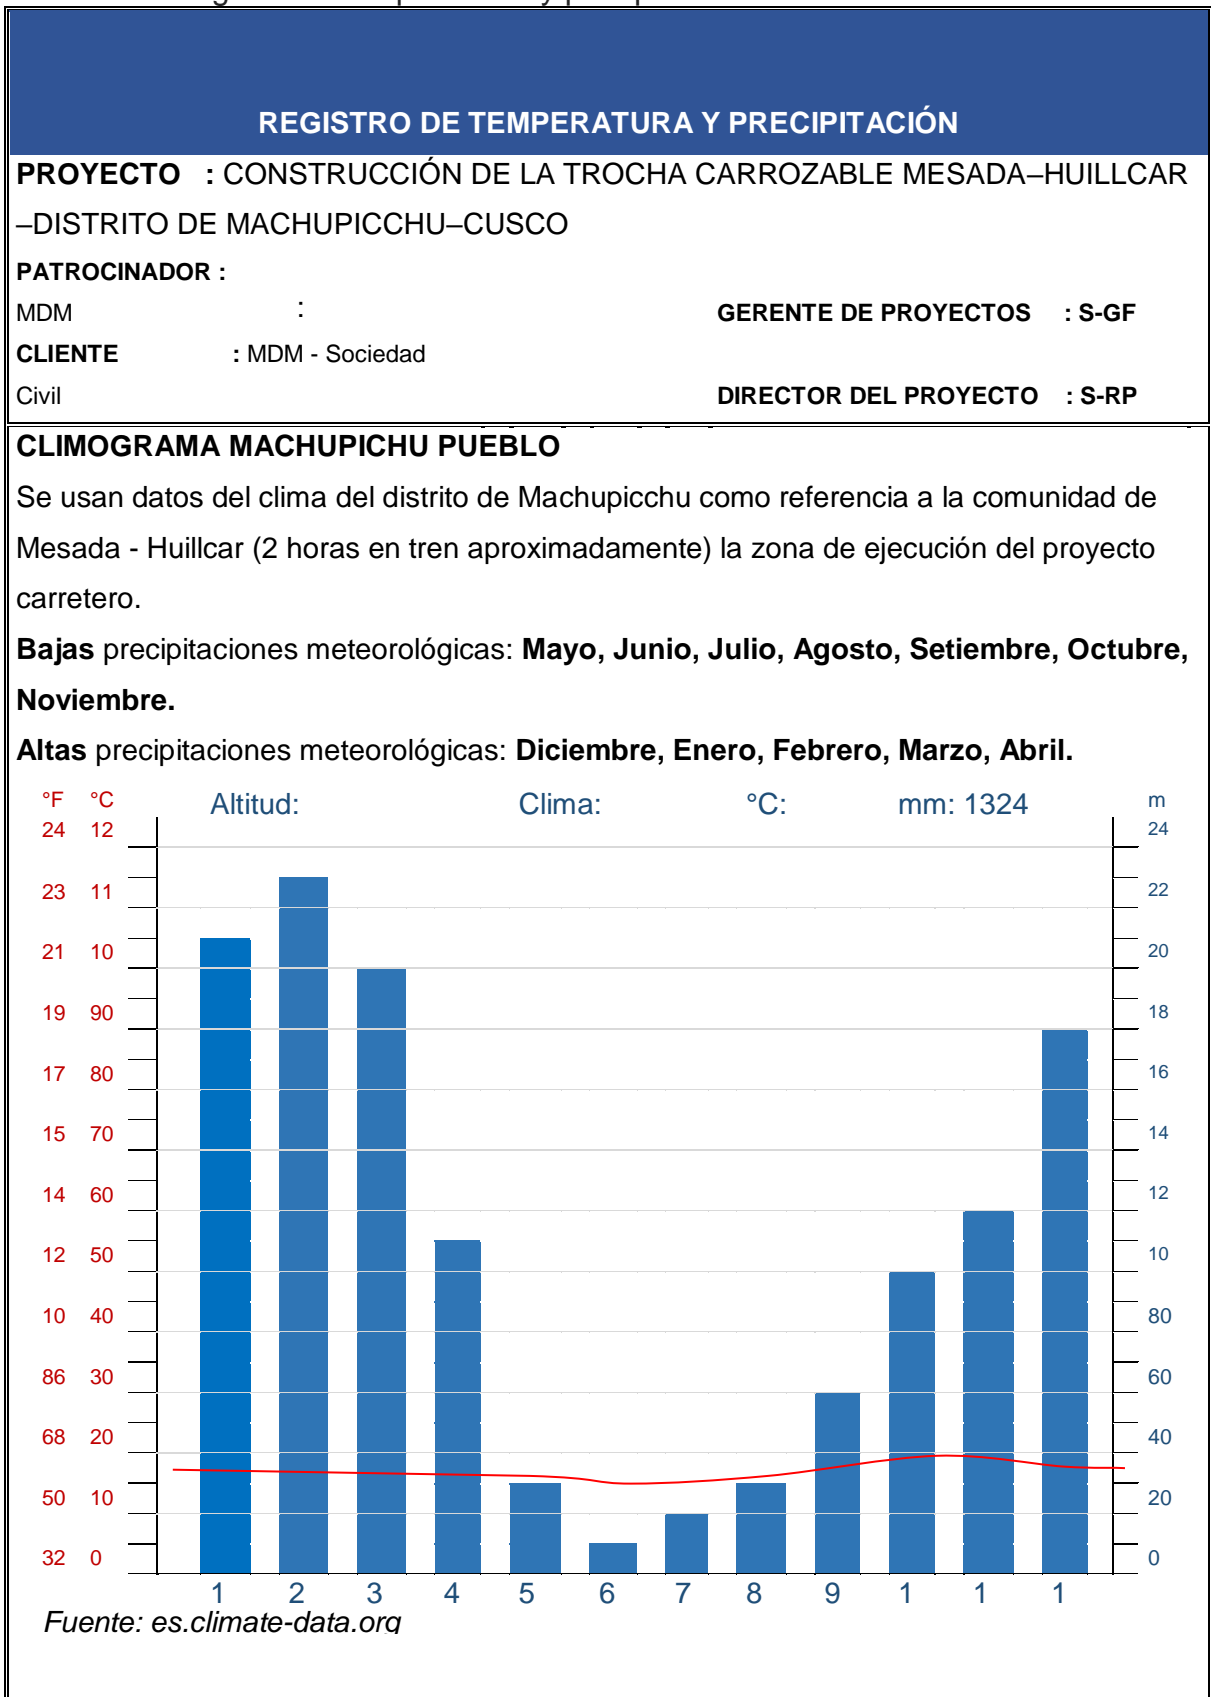 REGISTRO DE TEMPERATURA Y PRECIPITACIÓN
PROYECTO : CONSTRUCCIÓN DE LA TROCHA CARROZABLE MESADA–HUILLCAR
–DISTRITO DE MACHUPICCHU–CUSCO
PATROCINADOR :
MDM : GERENTE DE PROYECTOS : S-GF
CLIENTE : MDM - Sociedad
Civil DIRECTOR DEL PROYECTO : S-RP
CLIMOGRAMA MACHUPICHU PUEBLO
Se usan datos del clima del distrito de Machupicchu como referencia a la comunidad de
Mesada - Huillcar (2 horas en tren aproximadamente) la zona de ejecución del proyecto
carretero.
Bajas precipitaciones meteorológicas: Mayo, Junio, Julio, Agosto, Setiembre, Octubre,
Noviembre.
Altas precipitaciones meteorológicas: Diciembre, Enero, Febrero, Marzo, Abril.
°F °C Altitud: Clima: °C: mm: 1324 m
24 12 24
23 11 22
21 10 20
19 90 18
17 80 16
15 70 14
14 60 12
12 50 10
10 40 80
86 30 60
68 20 40
50 10 20
32 0 0
1 2 3 4 5 6 7 8 9 1 1 1
Fuente: es.climate-data.org